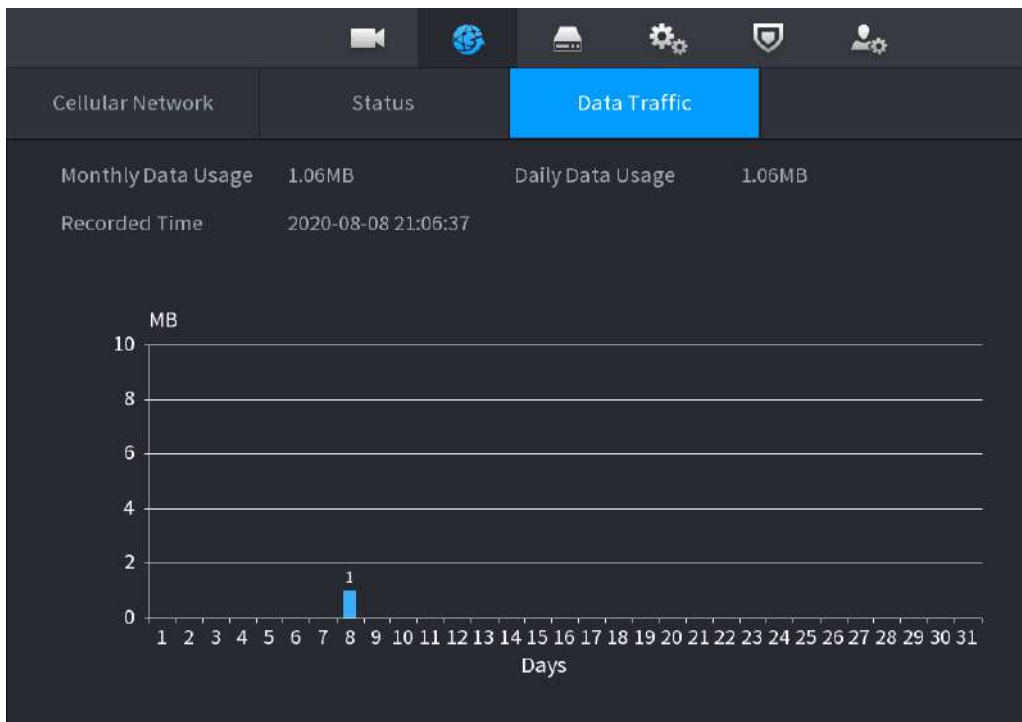 Cellular Network Status Data Traffic
Monthly Data Usage 1.06MB Daily Data Usage 1.06MB
Recorded Time 2020-08-08 21:06:37
MB
10
8
6
4
2
1
0
1 2 3 4 5 6 7 8 9 10 11 12 13 14 15 16 17 18 19 20 21 22 23 24 25 26 27 28 29 30 31
Days